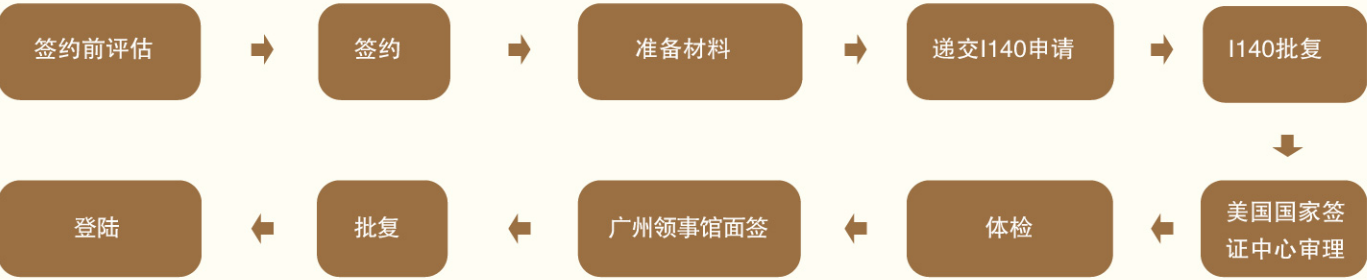 签约前评估
签约
准备材料
递交I140申请
I140批复
美国国家签
证中心审理
体检
广州领事馆面签
批复
登陆